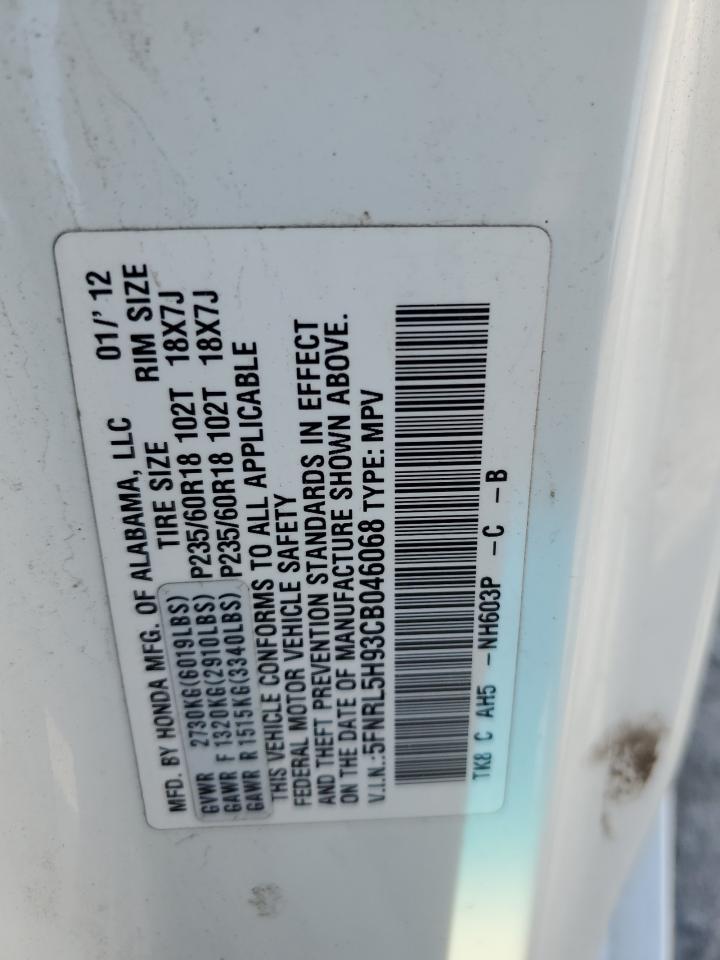 MFD. BY HONDA MFG. OF ALABAMA, LLC 01/'12
TIRE SIZE RIM SIZE
GVWR 2730KG(6019LBS)
GAWR F 1320KG(2910LBS) P235/60R18 102T 18X7J
GAWR R 1515KG(3340LBS) P235/60R18 102T 18X7J
THIS VEHICLE CONFORMS TO ALL APPLICABLE
FEDERAL MOTOR VEHICLE SAFETY
AND THEFT PREVENTION STANDARDS IN EFFECT
ON THE DATE OF MANUFACTURE SHOWN ABOVE.
V.I.N.:5FNRL5H93CB046068 TYPE: MPV
TK8 C AH5 -NH603P -C -B